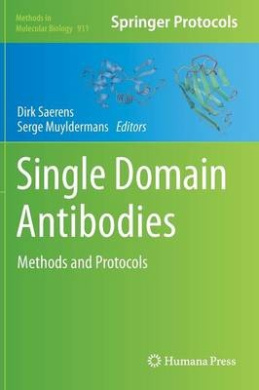 Methods in
Molecular Biology 911
Springer Protocols
Dirk Saerens
Serge Muyldermans Editors
Single Domain
Antibodies
Methods and Protocols
Humana Press